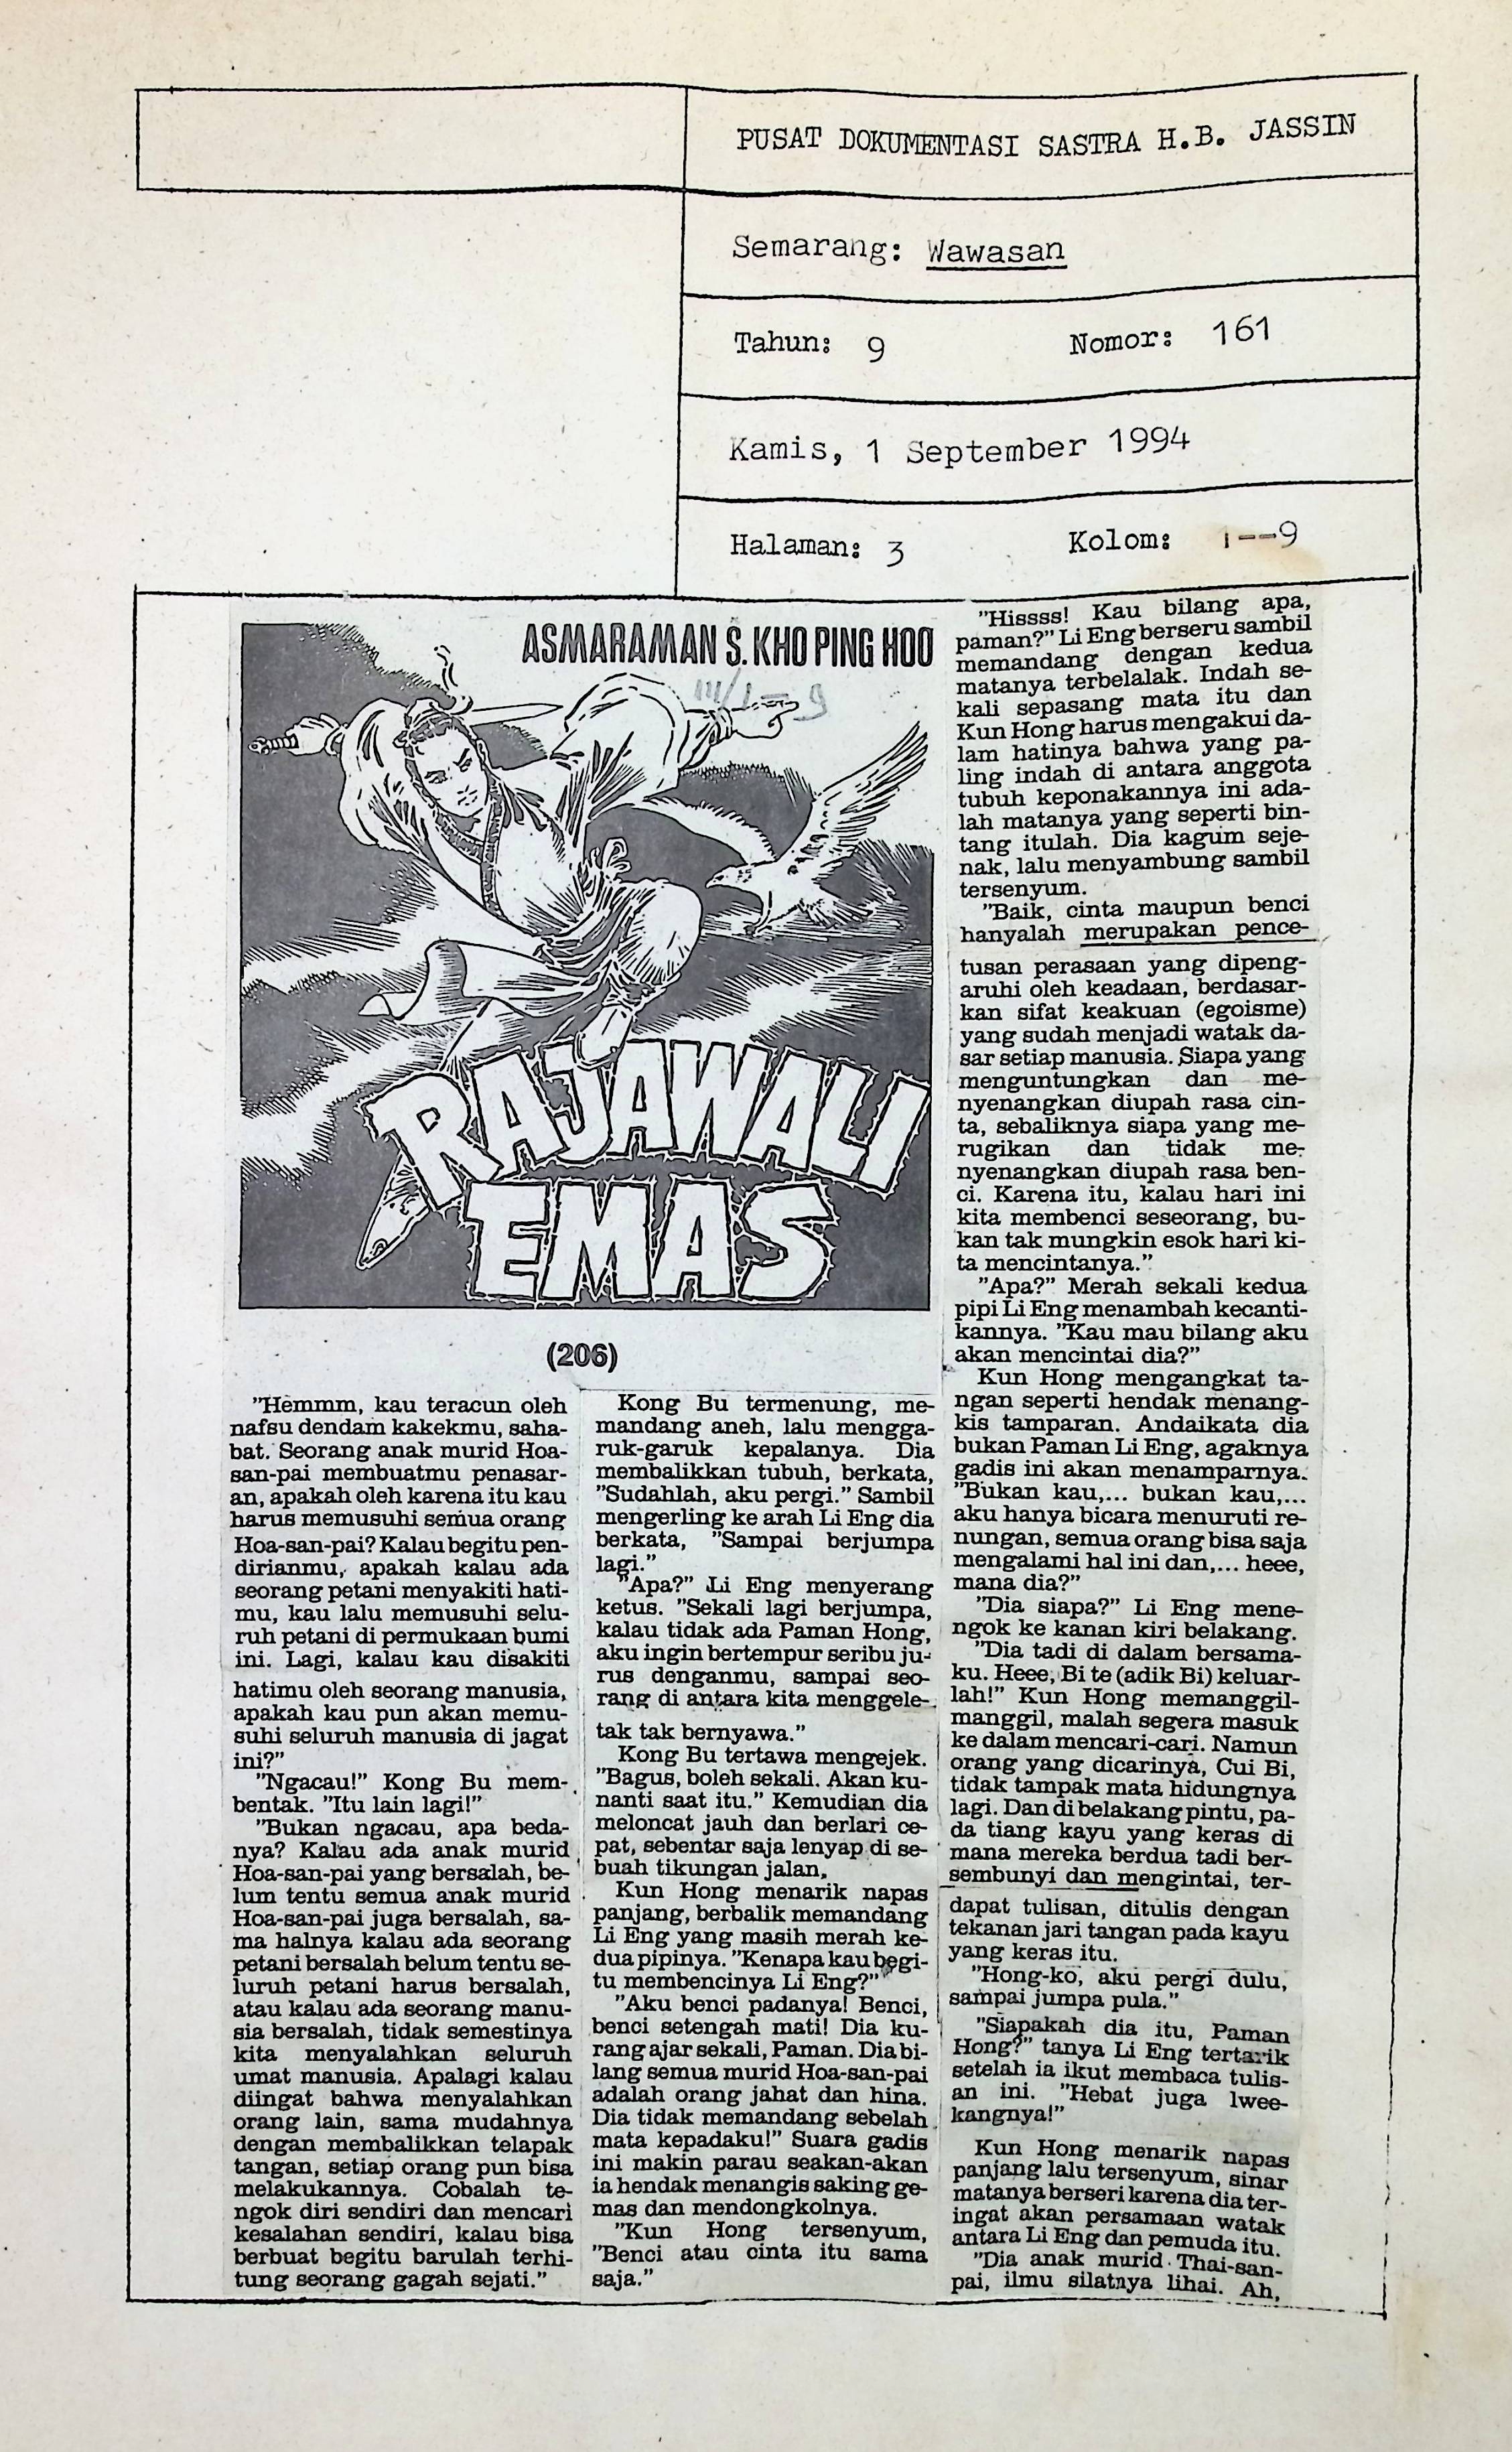 PUSAT DOKUMENTASI SASTRA H.B. JASSIN
Semarang: Wawasan
Tahun: 9 Nomor: 161
Kamis, 1 September 1994
Halaman: 3 Kolom: 1--9
ASMARAMAN S. KHO PING HOO
III/1-9
RAJAWALI
EMAS
(206)
"Hemmm, kau teracun oleh
nafsu dendam kakekmu, saha-
bat. Seorang anak murid Hoa-
san-pai membuatmu penasar-
an, apakah oleh karena itu kau
harus memusuhi semua orang
Hoa-san-pai? Kalau begitu pen-
dirianmu, apakah kalau ada
seorang petani menyakiti hati-
mu, kau lalu memusuhi selu-
ruh petani di permukaan bumi
ini. Lagi, kalau kau disakiti
hatimu oleh seorang manusia,
apakah kau pun akan memu-
suhi seluruh manusia di jagat
ini?"
"Ngacau!" Kong Bu mem-
bentak. "Itu lain lagi!"
"Bukan ngacau, apa beda-
nya? Kalau ada anak murid
Hoa-san-pai yang bersalah, be-
lum tentu semua anak murid
Hoa-san-pai juga bersalah, sa-
ma halnya kalau ada seorang
petani bersalah belum tentu se-
luruh petani harus bersalah,
atau kalau ada seorang manu-
sia bersalah, tidak semestinya
kita menyalahkan seluruh
umat manusia. Apalagi kalau
diingat bahwa menyalahkan
orang lain, sama mudahnya
dengan membalikkan telapak
tangan, setiap orang pun bisa
melakukannya. Cobalah te-
ngok diri sendiri dan mencari
kesalahan sendiri, kalau bisa
berbuat begitu barulah terhi-
tung seorang gagah sejati."
Kong Bu termenung, me-
mandang aneh, lalu mengga-
ruk-garuk kepalanya. Dia
membalikkan tubuh, berkata,
"Sudahlah, aku pergi." Sambil
mengerling ke arah Li Eng dia
berkata, "Sampai berjumpa
lagi."
"Apa?" Li Eng menyerang
ketus. "Sekali lagi berjumpa,
kalau tidak ada Paman Hong,
aku ingin bertempur seribu ju-
rus denganmu, sampai seo-
rang di antara kita menggele-
tak tak bernyawa."
Kong Bu tertawa mengejek.
"Bagus, boleh sekali. Akan ku-
nanti saat itu." Kemudian dia
meloncat jauh dan berlari ce-
pat, sebentar saja lenyap di se-
buah tikungan jalan,
Kun Hong menarik napas
panjang, berbalik memandang
Li Eng yang masih merah ke-
dua pipinya. "Kenapa kau begi-
tu membencinya Li Eng?"
"Aku benci padanya! Benci,
benci setengah mati! Dia ku-
rang ajar sekali, Paman. Dia bi-
lang semua murid Hoa-san-pai
adalah orang jahat dan hina.
Dia tidak memandang sebelah
mata kepadaku!" Suara gadis
ini makin parau seakan-akan
ia hendak menangis saking ge-
mas dan mendongkolnya.
"Kun Hong tersenyum,
"Benci atau cinta itu sama
saja."
"Hissss! Kau bilang apa,
paman?" Li Eng berseru sambil
memandang dengan kedua
matanya terbelalak. Indah se-
kali sepasang mata itu dan
Kun Hong harus mengakui da-
lam hatinya bahwa yang pa-
ling indah di antara anggota
tubuh keponakannya ini ada-
lah matanya yang seperti bin-
tang itulah. Dia kagum seje-
nak, lalu menyambung sambil
tersenyum.
"Baik, cinta maupun benci
hanyalah merupakan pence-
tusan perasaan yang dipeng-
aruhi oleh keadaan, berdasar-
kan sifat keakuan (egoisme)
yang sudah menjadi watak da-
sar setiap manusia. Siapa yang
menguntungkan dan me-
nyenangkan diupah rasa cin-
ta, sebaliknya siapa yang me-
rugikan dan tidak me-
nyenangkan diupah rasa ben-
ci. Karena itu, kalau hari ini
kita membenci seseorang, bu-
kan tak mungkin esok hari ki-
ta mencintanya."
"Apa?" Merah sekali kedua
pipi Li Eng menambah kecanti-
kannya. "Kau mau bilang aku
akan mencintai dia?"
Kun Hong mengangkat ta-
ngan seperti hendak menang-
kis tamparan. Andaikata dia
bukan Paman Li Eng, agaknya
gadis ini akan menamparnya.
"Bukan kau,... bukan kau,...
aku hanya bicara menuruti re-
nungan, semua orang bisa saja
mengalami hal ini dan,... heee,
mana dia?"
"Dia siapa?" Li Eng mene-
ngok ke kanan kiri belakang.
"Dia tadi di dalam bersama-
ku. Heee, Bi te (adik Bi) keluar-
lah!" Kun Hong memanggil-
manggil, malah segera masuk
ke dalam mencari-cari. Namun
orang yang dicarinya, Cui Bi,
tidak tampak mata hidungnya
lagi. Dan di belakang pintu, pa-
da tiang kayu yang keras di
mana mereka berdua tadi ber-
sembunyi dan mengintai, ter-
dapat tulisan, ditulis dengan
tekanan jari tangan pada kayu
yang keras itu.
"Hong-ko, aku pergi dulu,
sampai jumpa pula."
"Siapakah dia itu, Paman
Hong?" tanya Li Eng tertarik
setelah ia ikut membaca tulis-
an ini. "Hebat juga lwee-
kangnya!"
Kun Hong menarik napas
panjang lalu tersenyum, sinar
matanya berseri karena dia ter-
ingat akan persamaan watak
antara Li Eng dan pemuda itu.
"Dia anak murid Thai-san-
pai, ilmu silatnya lihai. Ah,